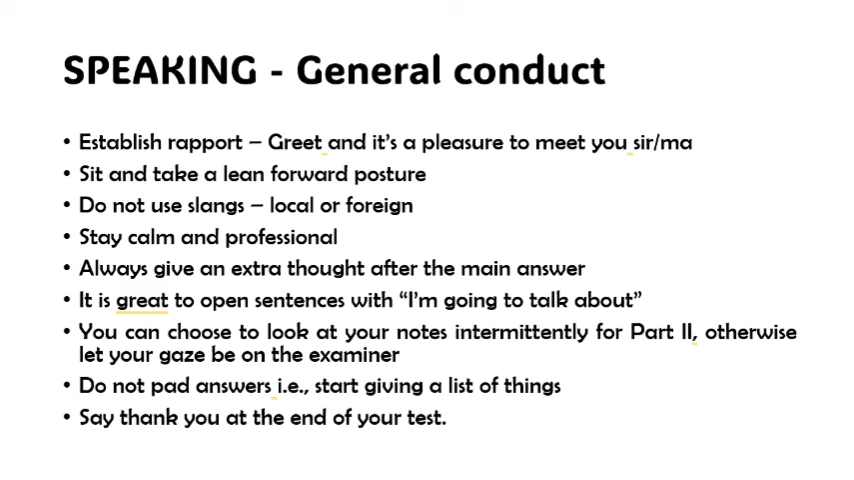 SPEAKING - General conduct
• Establish rapport – Greet and it's a pleasure to meet you sir/ma
• Sit and take a lean forward posture
• Do not use slangs – local or foreign
• Stay calm and professional
• Always give an extra thought after the main answer
• It is great to open sentences with “I'm going to talk about”
• You can choose to look at your notes intermittently for Part II, otherwise
let your gaze be on the examiner
• Do not pad answers i.e., start giving a list of things
• Say thank you at the end of your test.